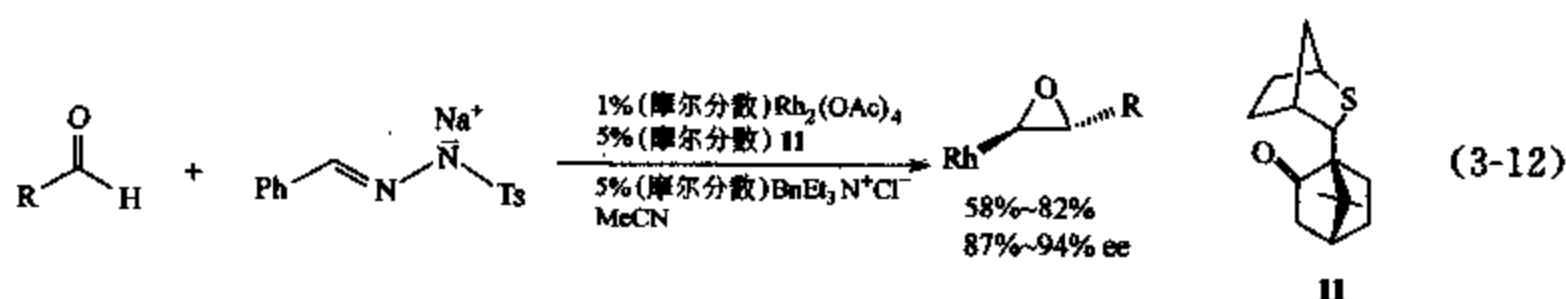 O
R
H
+
Ph
N
Na⁺
N̄
Ts
1%(摩尔分数)Rh₂(OAc)₄
5%(摩尔分数) 11
5%(摩尔分数)BnEt₃N⁺Cl⁻
MeCN
O
R
Rh
58%~82%
87%~94% ee
S
O
11
(3-12)